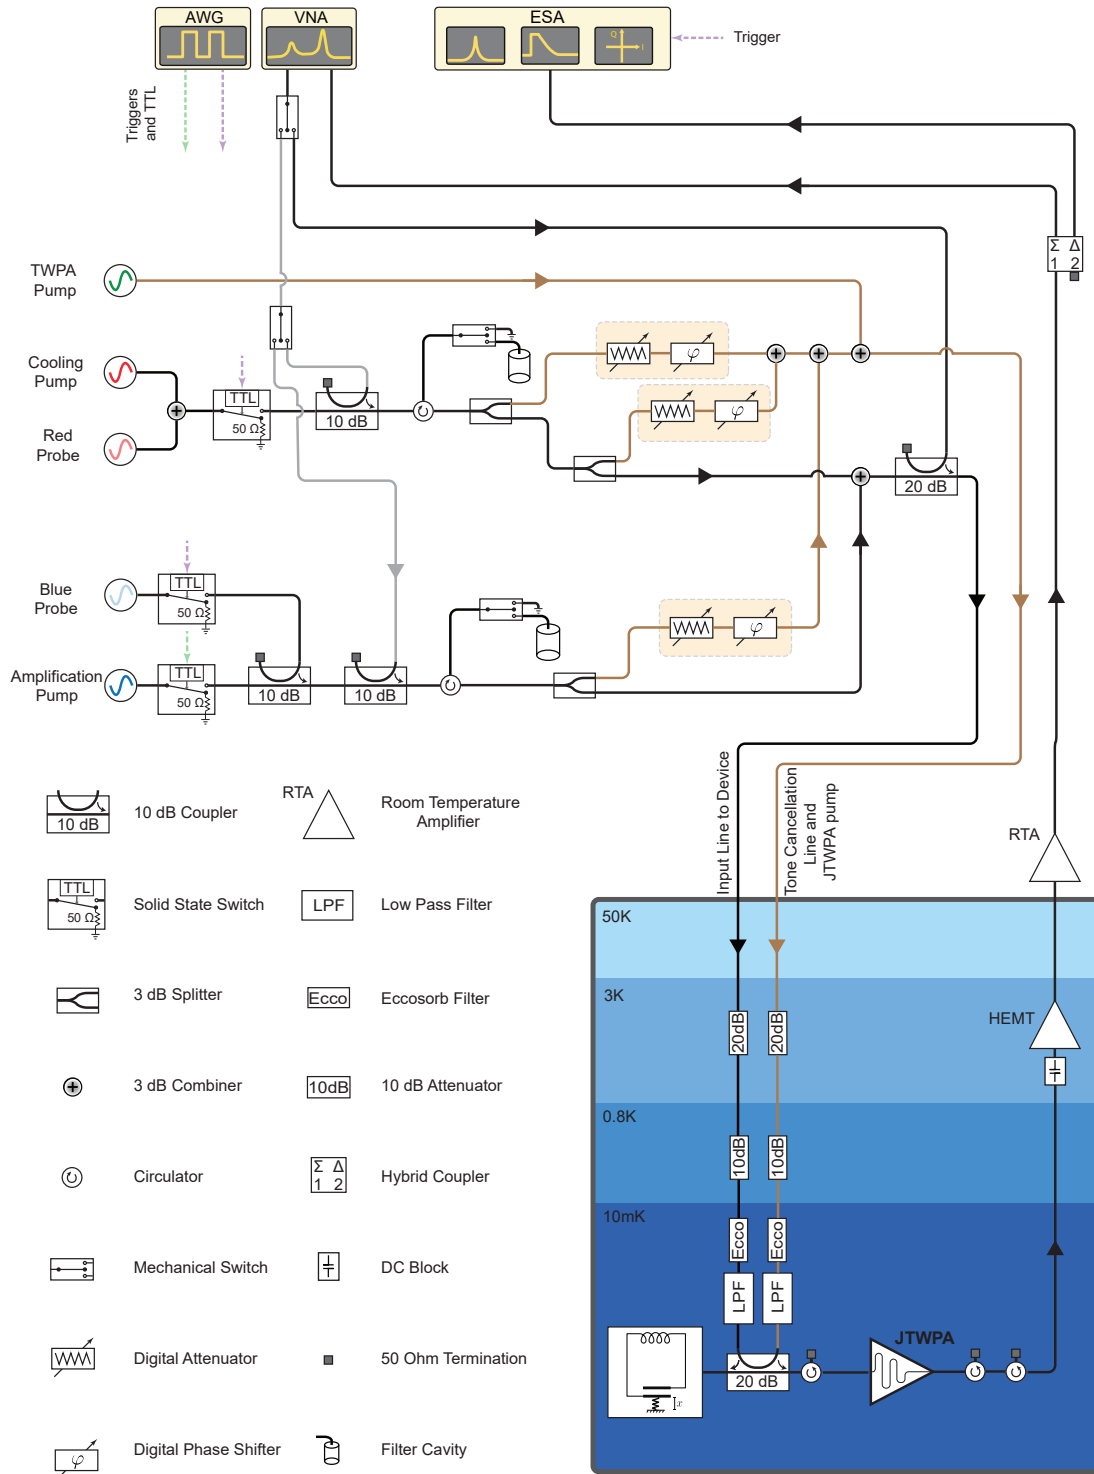 AWG
VNA
ESA
Q
I
Trigger
Triggers
and TTL
Σ Δ
1 2
TWPA
Pump
Cooling
Pump
TTL
50 Ω
10 dB
φ
φ
Red
Probe
20 dB
Blue
Probe
TTL
50 Ω
φ
Amplification
Pump
TTL
50 Ω
10 dB
10 dB
Input Line to Device
Tone Cancellation
Line and
JTWPA pump
10 dB
10 dB Coupler
RTA
Room Temperature
Amplifier
RTA
TTL
50 Ω
Solid State Switch
LPF
Low Pass Filter
50K
3 dB Splitter
Ecco
Eccosorb Filter
3K
HEMT
20dB
20dB
3 dB Combiner
10dB
10 dB Attenuator
0.8K
10dB
10dB
Circulator
Σ Δ
1 2
Hybrid Coupler
10mK
Ecco
Ecco
Mechanical Switch
DC Block
LPF
LPF
JTWPA
Digital Attenuator
50 Ohm Termination
20 dB
x
φ
Digital Phase Shifter
Filter Cavity